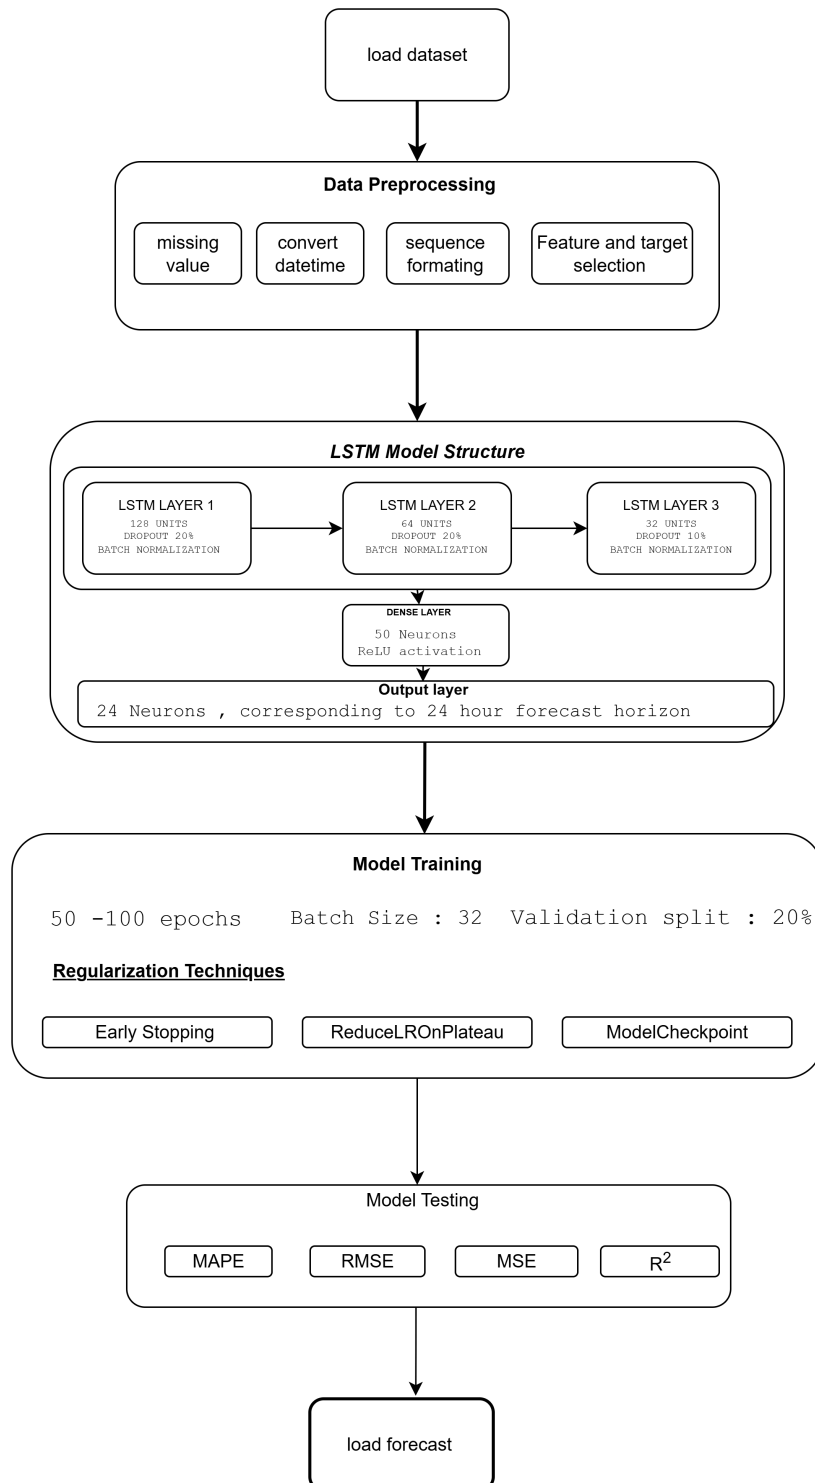 load dataset
Data Preprocessing
missing
value
convert
datetime
sequence
formating
Feature and target
selection
LSTM Model Structure
LSTM LAYER 1
128 UNITS
DROPOUT 20%
BATCH NORMALIZATION
LSTM LAYER 2
64 UNITS
DROPOUT 20%
BATCH NORMALIZATION
LSTM LAYER 3
32 UNITS
DROPOUT 10%
BATCH NORMALIZATION
DENSE LAYER
50 Neurons
ReLU activation
Output layer
24 Neurons , corresponding to 24 hour forecast horizon
Model Training
50 -100 epochs
Batch Size : 32
Validation split : 20%
Regularization Techniques
Early Stopping
ReduceLROnPlateau
ModelCheckpoint
Model Testing
MAPE
RMSE
MSE
R²
load forecast